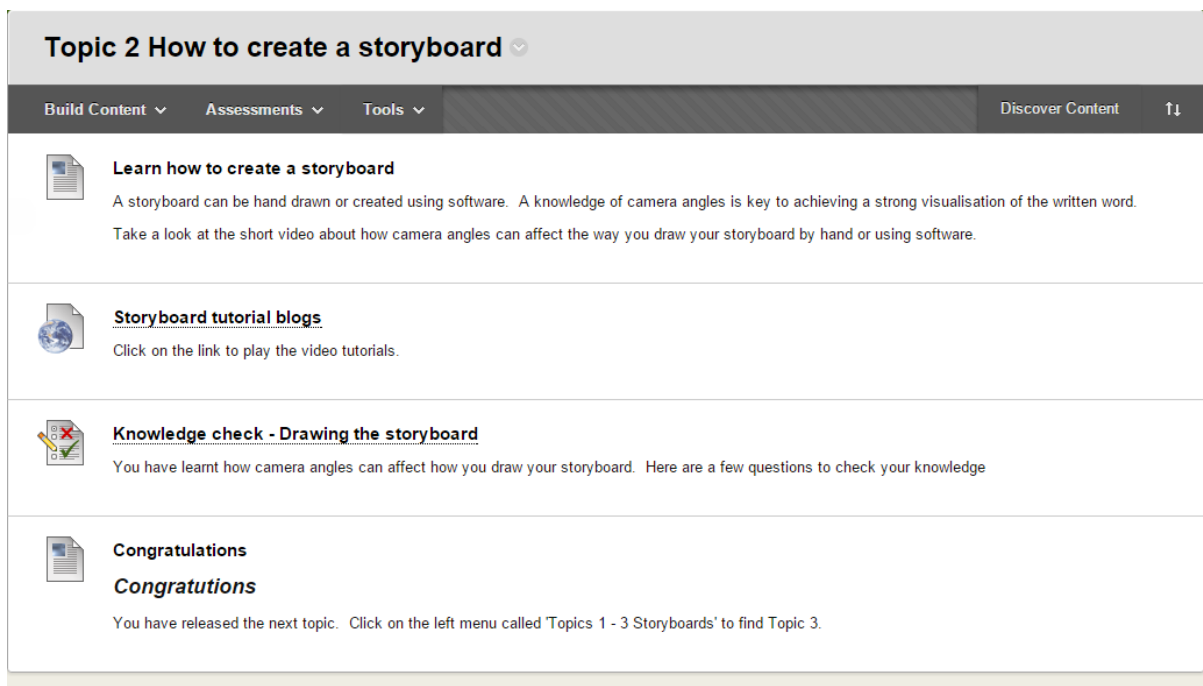 Topic 2 How to create a storyboard
Build Content Assessments Tools Discover Content
Learn how to create a storyboard
A storyboard can be hand drawn or created using software. A knowledge of camera angles is key to achieving a strong visualisation of the written word.
Take a look at the short video about how camera angles can affect the way you draw your storyboard by hand or using software.
Storyboard tutorial blogs
Click on the link to play the video tutorials.
Knowledge check - Drawing the storyboard
You have learnt how camera angles can affect how you draw your storyboard. Here are a few questions to check your knowledge
Congratulations
Congratutions
You have released the next topic. Click on the left menu called 'Topics 1 - 3 Storyboards' to find Topic 3.